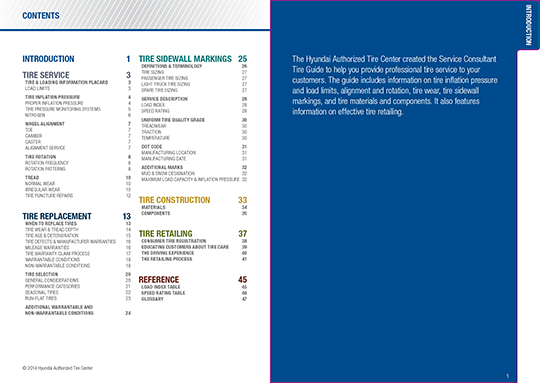 CONTENTS
INTRODUCTION 1
TIRE SERVICE 3
TIRE & LOADING INFORMATION PLACARD 3
LOAD LIMITS 3
TIRE INFLATION PRESSURE 4
PROPER INFLATION PRESSURE 4
TIRE PRESSURE MONITORING SYSTEMS 5
NITROGEN 6
WHEEL ALIGNMENT 7
TOE 7
CAMBER 7
CASTER 7
ALIGNMENT SERVICE 7
TIRE ROTATION 8
ROTATION FREQUENCY 8
ROTATION PATTERNS 8
TREAD 10
NORMAL WEAR 10
IRREGULAR WEAR 10
TIRE PUNCTURE REPAIRS 12
TIRE REPLACEMENT 13
WHEN TO REPLACE TIRES 13
TIRE WEAR & TREAD DEPTH 14
TIRE AGE & DETERIORATION 15
TIRE DEFECTS & MANUFACTURER WARRANTIES 16
MILEAGE WARRANTIES 16
TIRE WARRANTY CLAIM PROCESS 17
WARRANTABLE CONDITIONS 18
NON-WARRANTABLE CONDITIONS 19
TIRE SELECTION 20
GENERAL CONSIDERATIONS 20
PERFORMANCE CATEGORIES 21
SEASONAL TIRES 22
RUN-FLAT TIRES 23
ADDITIONAL WARRANTABLE AND
NON-WARRANTABLE CONDITIONS 24
TIRE SIDEWALL MARKINGS 25
DEFINITIONS & TERMINOLOGY 26
TIRE SIZING 27
PASSENGER TIRE SIZING 27
LIGHT TRUCK TIRE SIZING 27
SPARE TIRE SIZING 27
SERVICE DESCRIPTION 28
LOAD INDEX 28
SPEED RATING 28
UNIFORM TIRE QUALITY GRADE 30
TREADWEAR 30
TRACTION 30
TEMPERATURE 30
DOT CODE 31
MANUFACTURING LOCATION 31
MANUFACTURING DATE 31
ADDITIONAL MARKS 32
MUD & SNOW DESIGNATION 32
MAXIMUM LOAD CAPACITY & INFLATION PRESSURE 32
TIRE CONSTRUCTION 33
MATERIALS 34
COMPONENTS 35
TIRE RETAILING 37
CONSUMER TIRE REGISTRATION 38
EDUCATING CUSTOMERS ABOUT TIRE CARE 39
THE DRIVING EXPERIENCE 40
THE RETAILING PROCESS 41
REFERENCE 45
LOAD INDEX TABLE 45
SPEED RATING TABLE 46
GLOSSARY 47
© 2014 Hyundai Authorized Tire Center
INTRODUCTION
The Hyundai Authorized Tire Center created the Service Consultant
Tire Guide to help you provide professional tire service to your
customers. The guide includes information on tire inflation pressure
and load limits, alignment and rotation, tire wear, tire sidewall
markings, and tire materials and components. It also features
information on effective tire retailing.
1